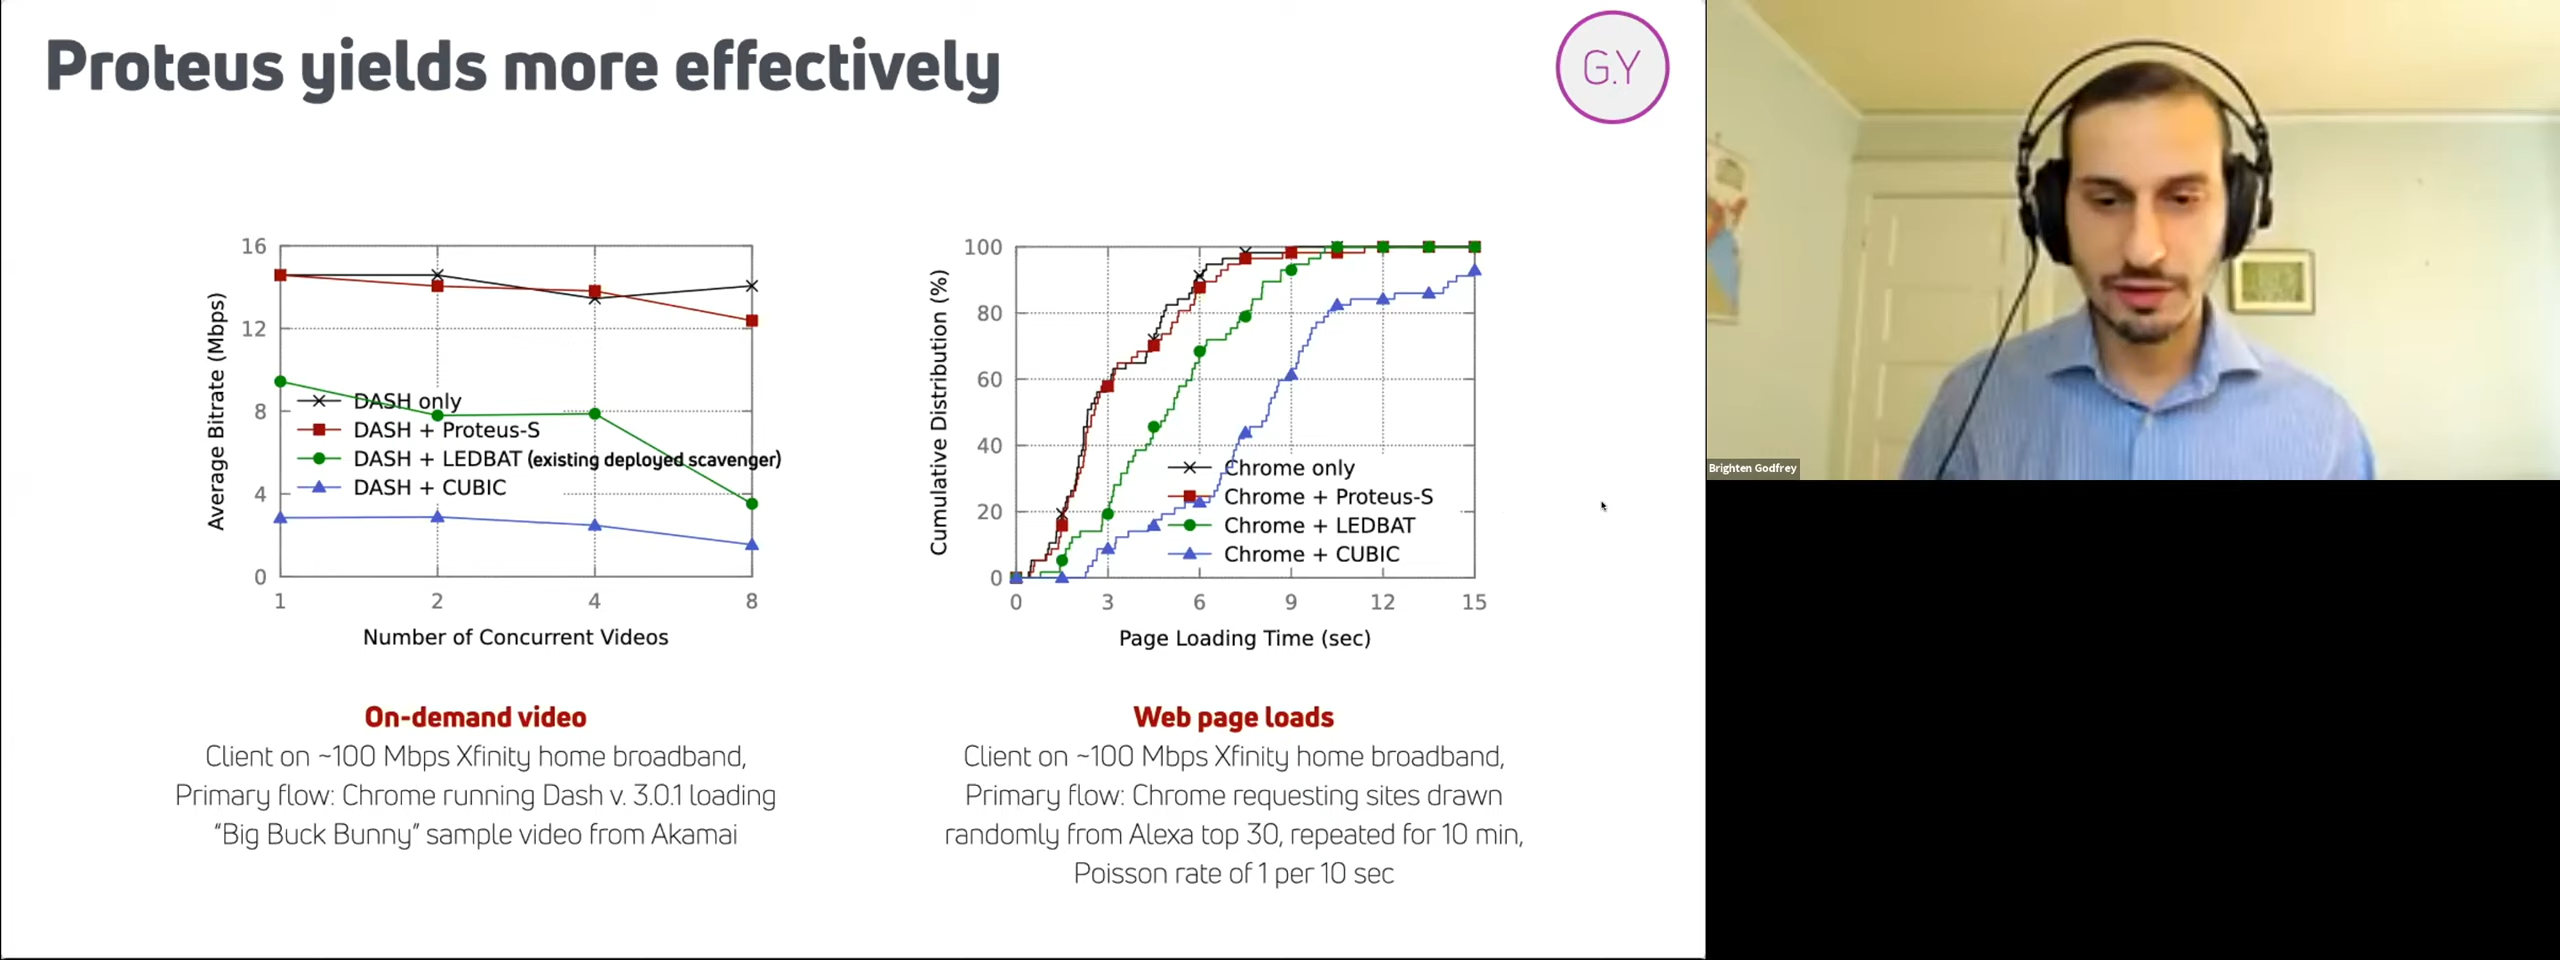 Proteus yields more effectively
G.Y
16
12
8
4
0
1 2 4 8
Average Bitrate (Mbps)
Number of Concurrent Videos
DASH only
DASH + Proteus-S
DASH + LEDBAT (existing deployed scavenger)
DASH + CUBIC
100
80
60
40
20
0
0 3 6 9 12 15
Cumulative Distribution (%)
Page Loading Time (sec)
Chrome only
Chrome + Proteus-S
Chrome + LEDBAT
Chrome + CUBIC
On-demand video
Client on ~100 Mbps Xfinity home broadband,
Primary flow: Chrome running Dash v. 3.0.1 loading
“Big Buck Bunny” sample video from Akamai
Web page loads
Client on ~100 Mbps Xfinity home broadband,
Primary flow: Chrome requesting sites drawn
randomly from Alexa top 30, repeated for 10 min,
Poisson rate of 1 per 10 sec
Brighten Godfrey